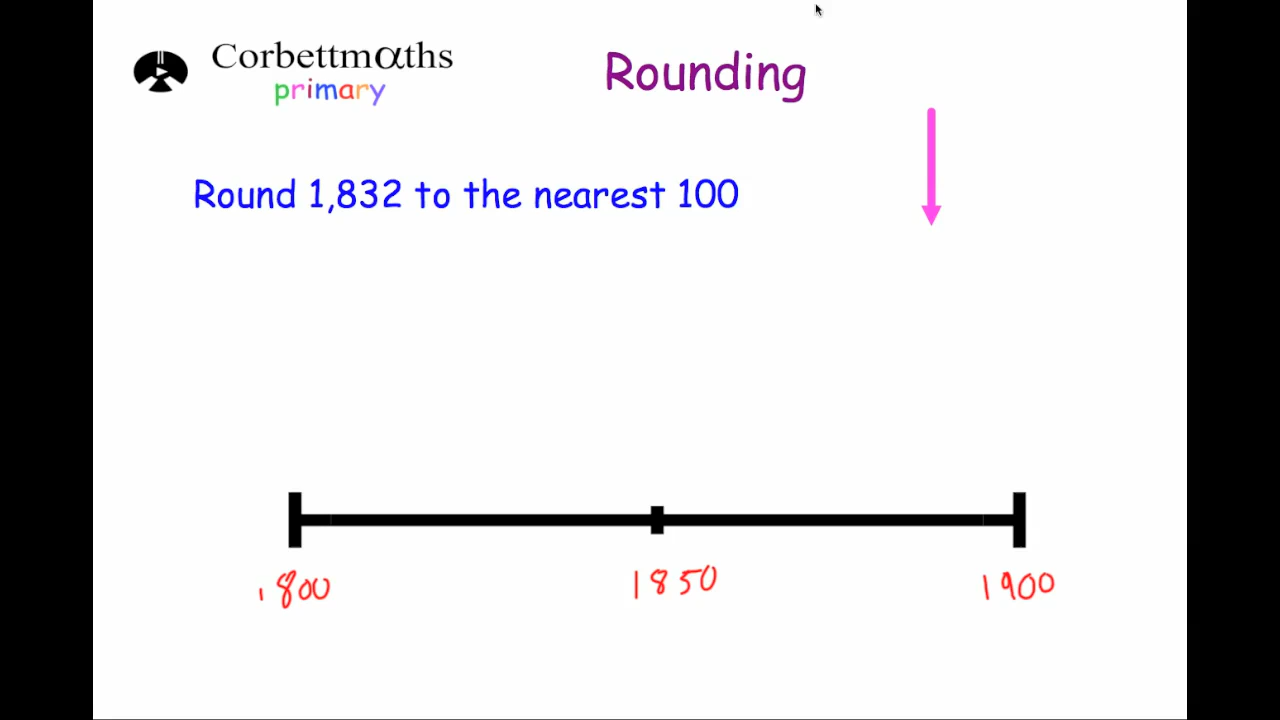 Corbettmαths
primary
Rounding
Round 1,832 to the nearest 100
1800
1850
1900